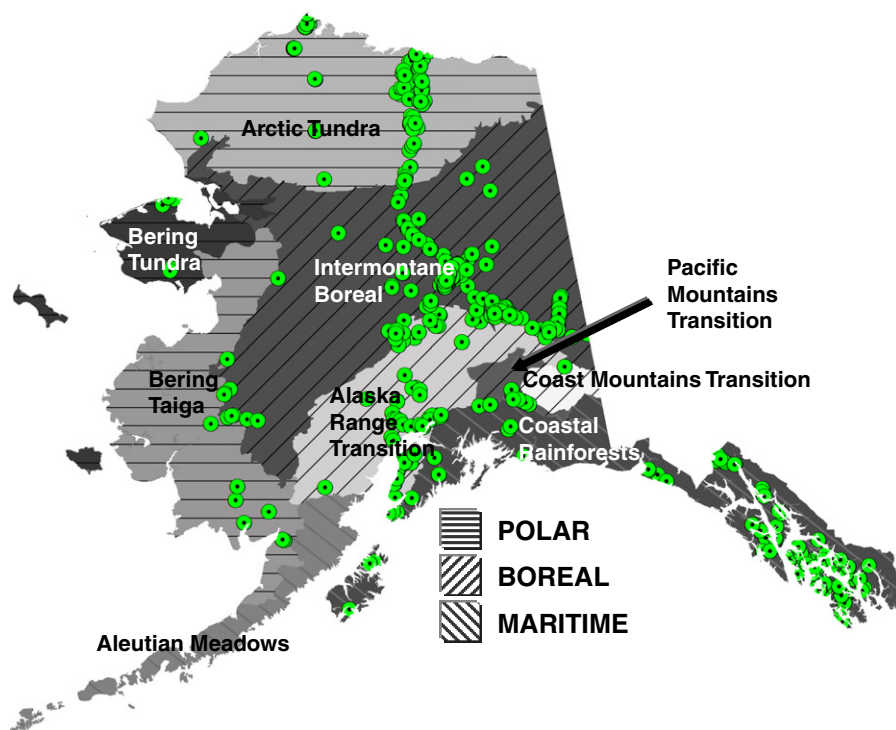 Arctic Tundra
Bering
Tundra
Intermontane
Boreal
Pacific
Mountains
Transition
Bering
Taiga
Alaska
Range
Transition
Coast Mountains Transition
Coastal
Rainforests
POLAR
BOREAL
MARITIME
Aleutian Meadows